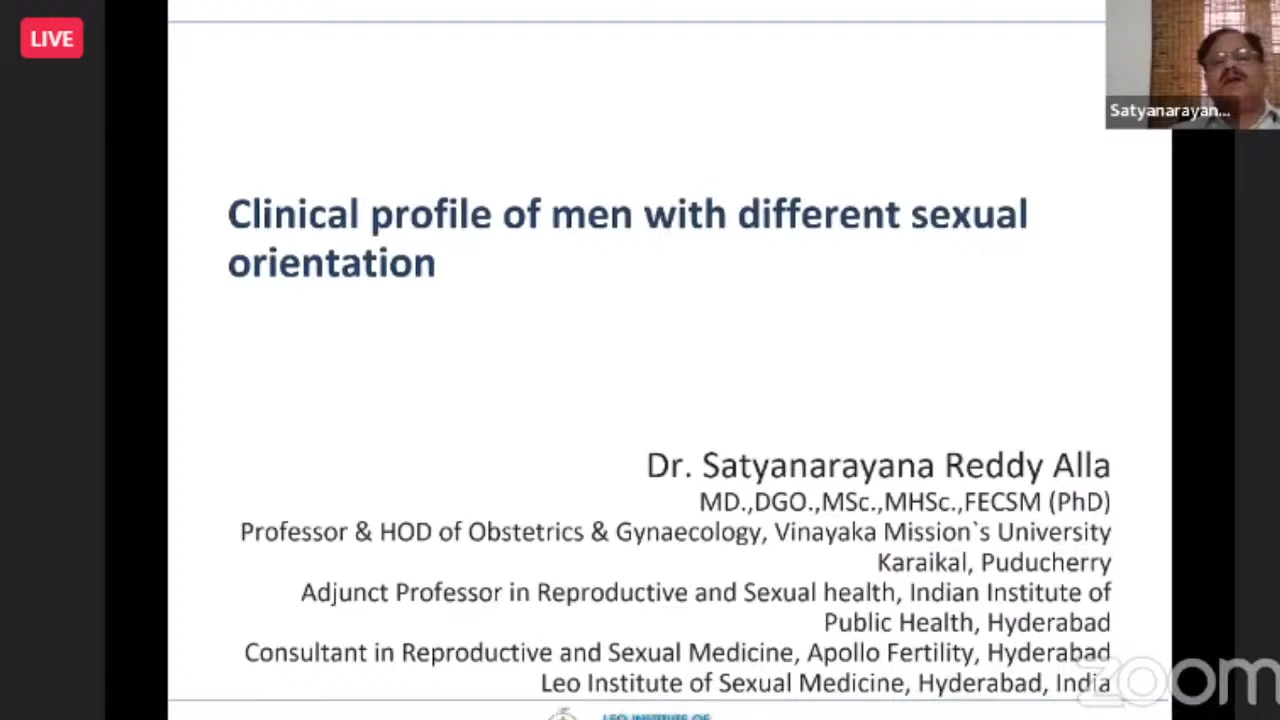 LIVE
Satyanarayan...
Clinical profile of men with different sexual
orientation
Dr. Satyanarayana Reddy Alla
MD.,DGO.,MSc.,MHSc.,FECSM (PhD)
Professor & HOD of Obstetrics & Gynaecology, Vinayaka Mission`s University
Karaikal, Puducherry
Adjunct Professor in Reproductive and Sexual health, Indian Institute of
Public Health, Hyderabad
Consultant in Reproductive and Sexual Medicine, Apollo Fertility, Hyderabad
Leo Institute of Sexual Medicine, Hyderabad, India
zoom
LEO INSTITUTE OF